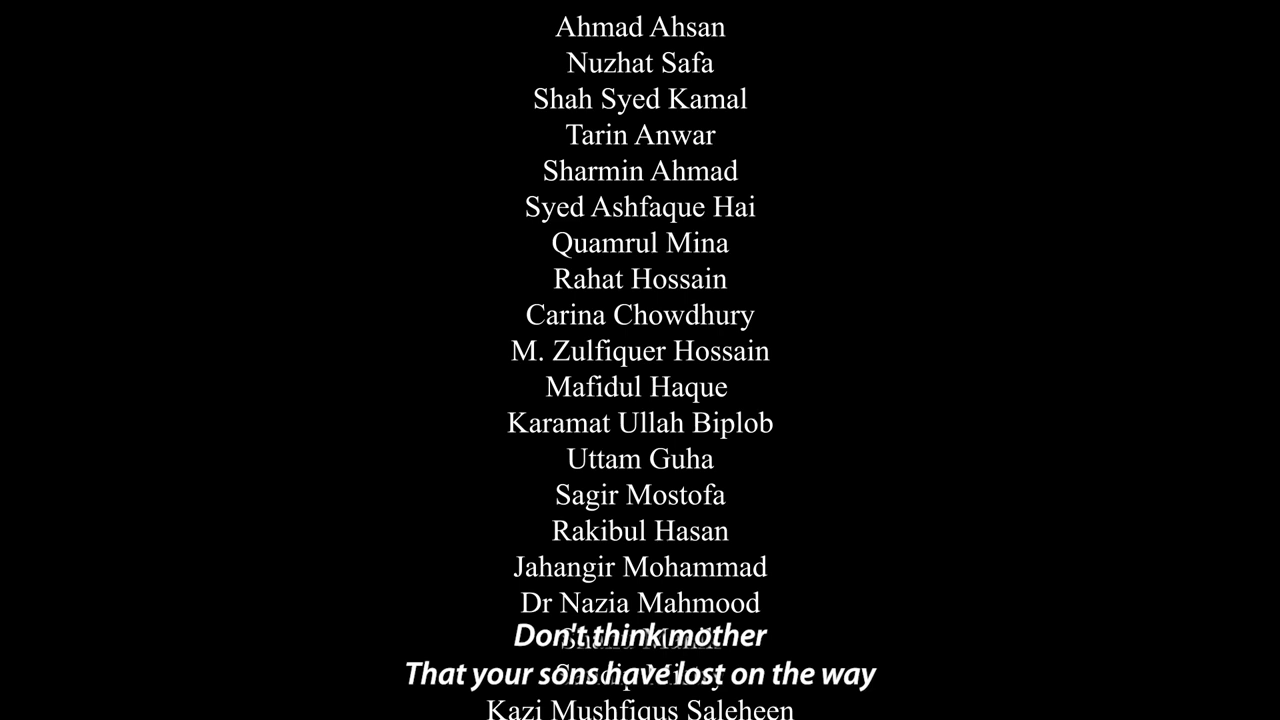 Ahmad Ahsan
Nuzhat Safa
Shah Syed Kamal
Tarin Anwar
Sharmin Ahmad
Syed Ashfaque Hai
Quamrul Mina
Rahat Hossain
Carina Chowdhury
M. Zulfiquer Hossain
Mafidul Haque
Karamat Ullah Biplob
Uttam Guha
Sagir Mostofa
Rakibul Hasan
Jahangir Mohammad
Dr Nazia Mahmood
Don't think mother
That your sons have lost on the way
Kazi Mushfiqus Saleheen